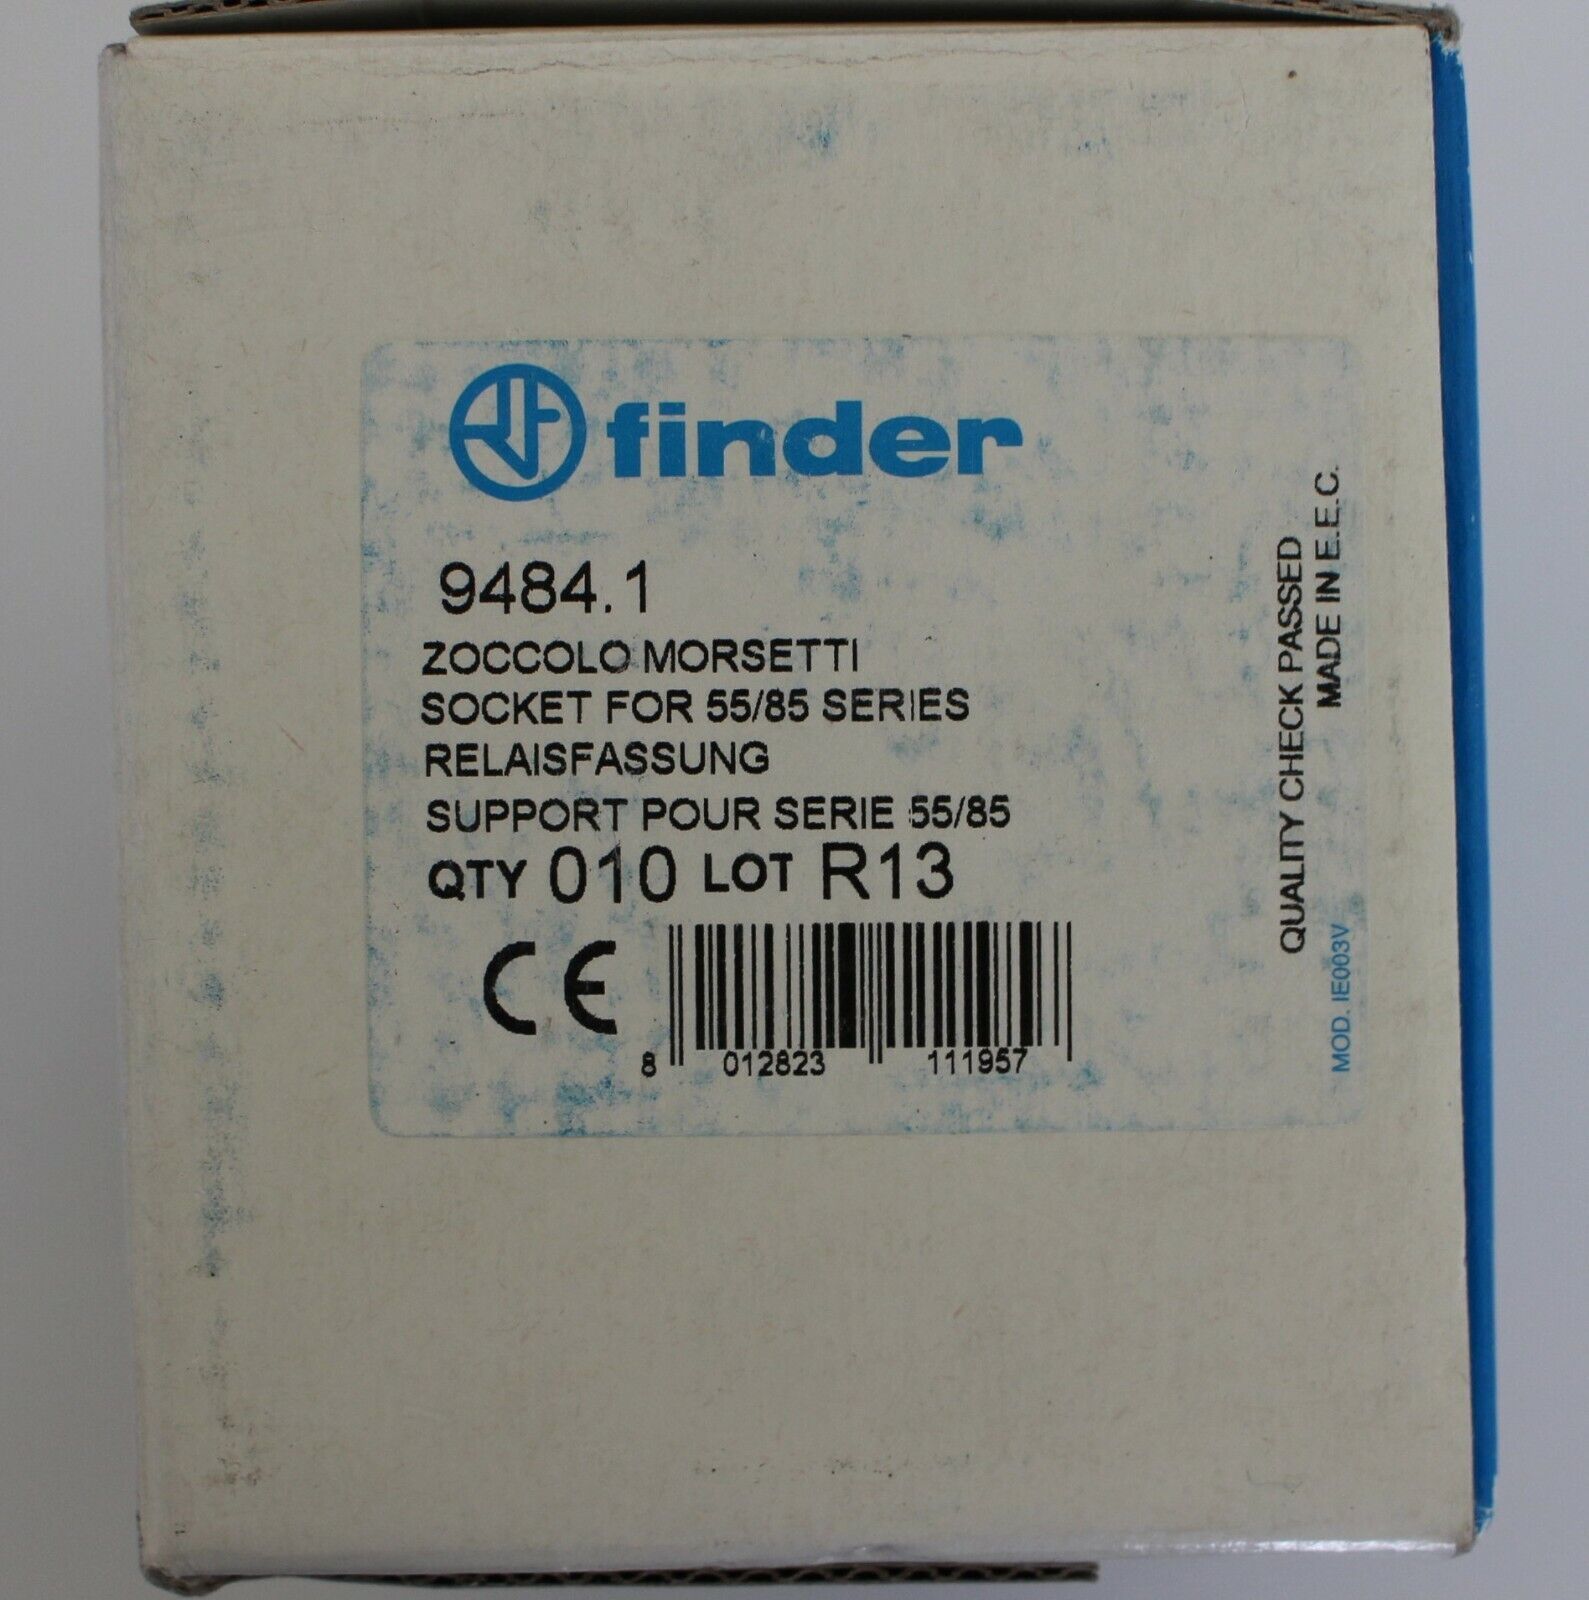 finder
9484.1
ZOCCOLO MORSETTI
SOCKET FOR 55/85 SERIES
RELAISFASSUNG
SUPPORT POUR SERIE 55/85
QTY 010 LOT R13
CE
8 012823 111957
QUALITY CHECK PASSED
MADE IN E.E.C.
MOD. IE003V